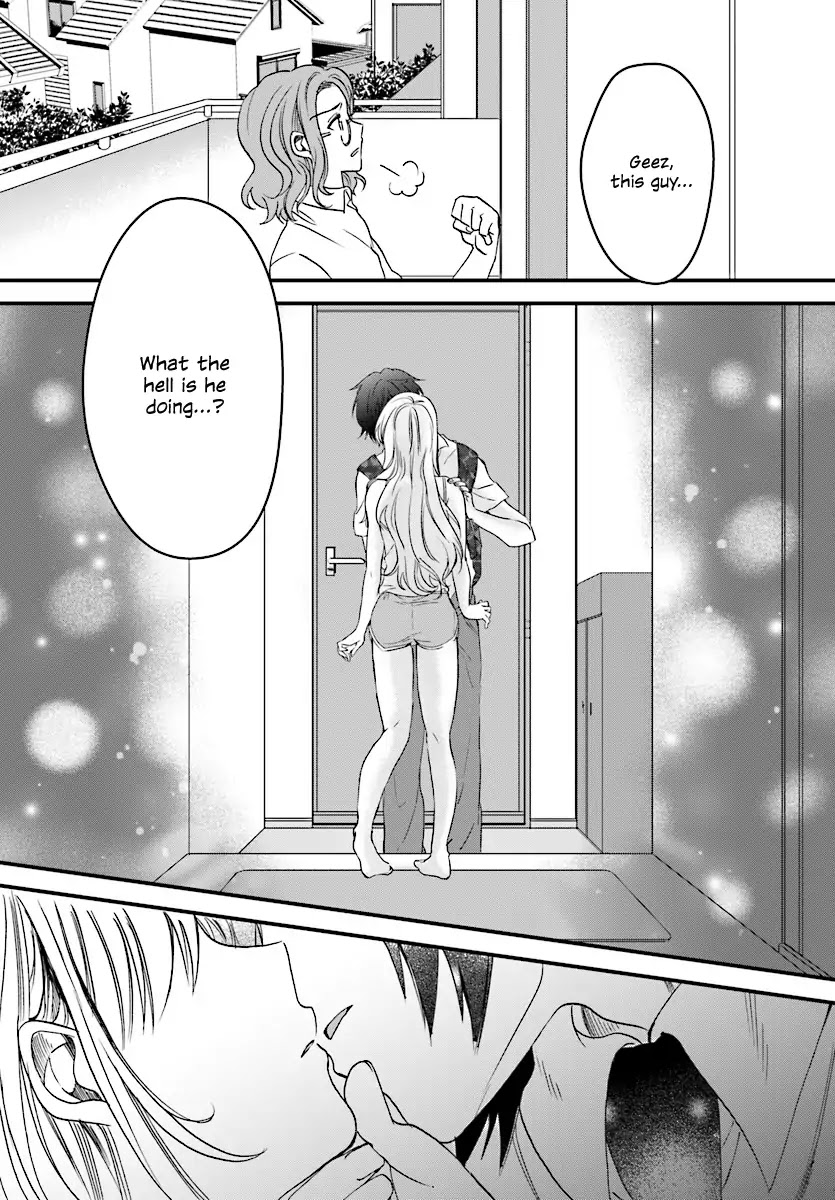 Geez,
this guy...
What the
hell is he
doing...?